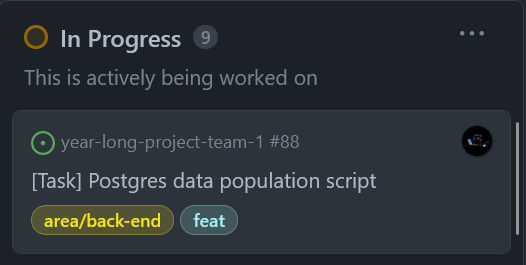 In Progress 9
This is actively being worked on
year-long-project-team-1 #88
[Task] Postgres data population script
area/back-end feat